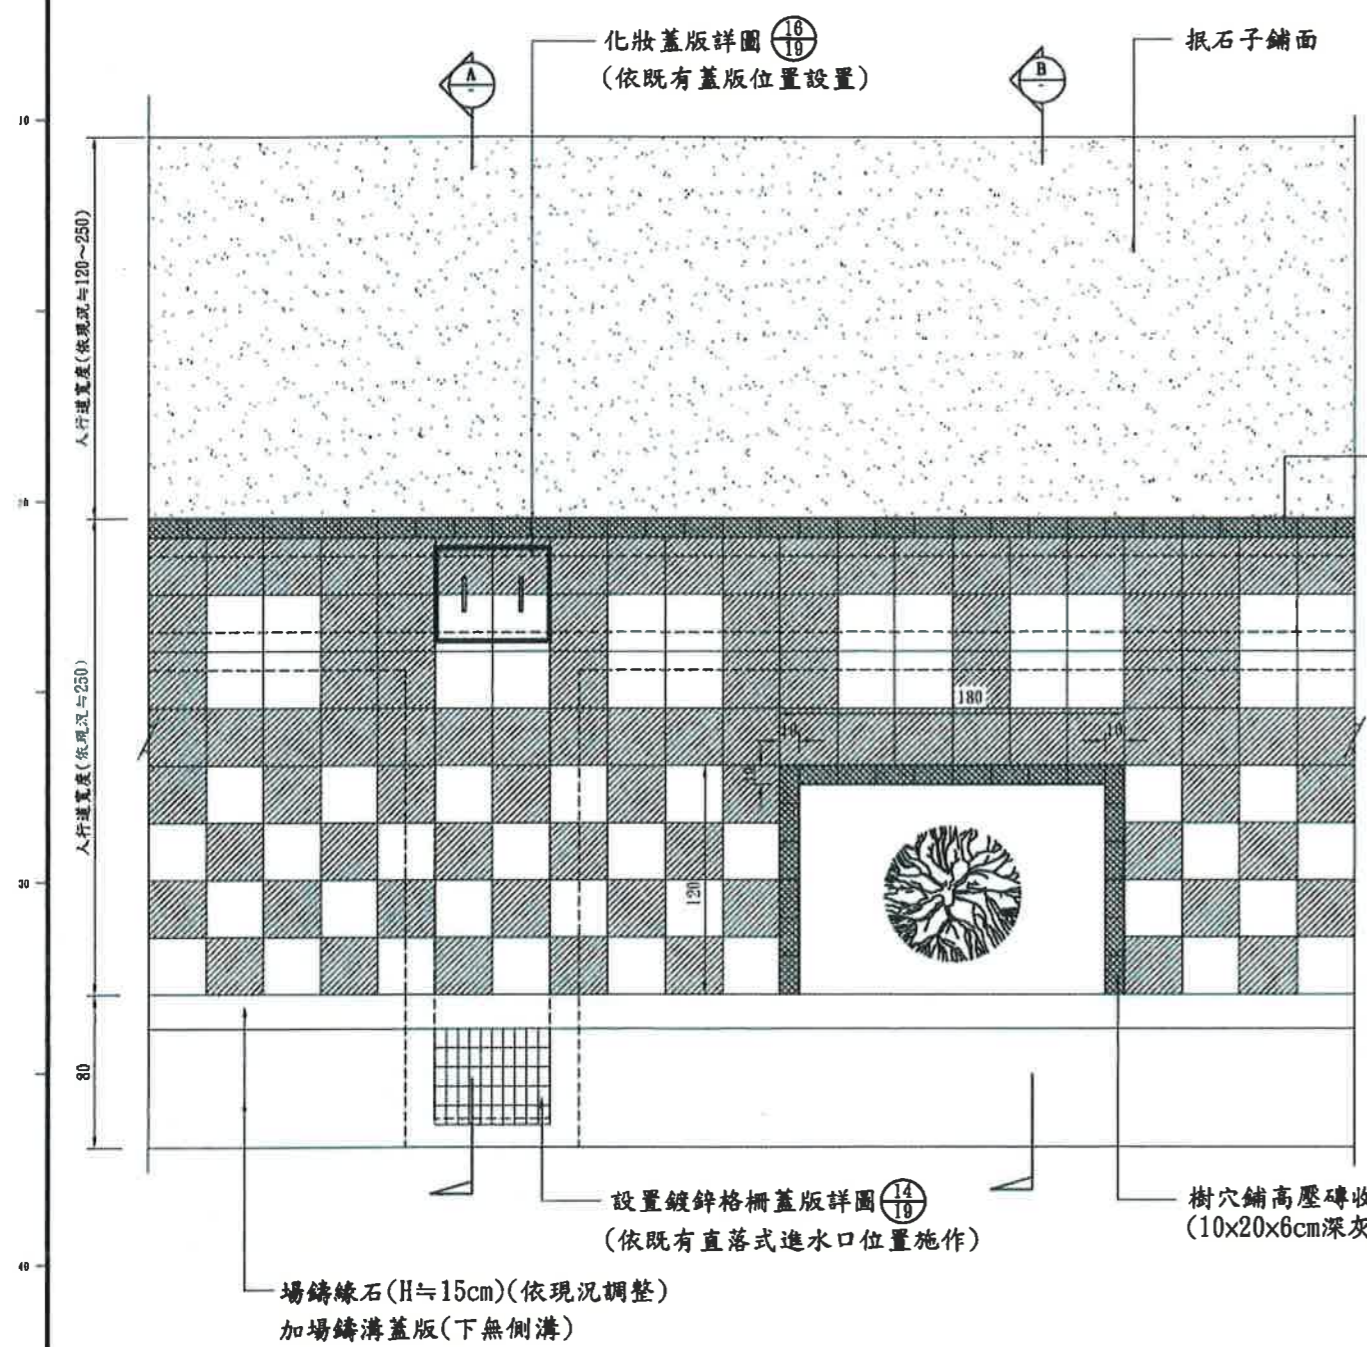 化妝蓋版詳圖 16/19
(依既有蓋版位置設置)
抿石子鋪面
A
-
B
-
10
人行道寬度(依現況≒120~250)
20
人行道寬度(依現況≒250)
180
10
10
10
120
30
80
設置鍍鋅格柵蓋版詳圖 14/19
(依既有直落式進水口位置施作)
樹穴鋪高壓磚收
(10x20x6cm深灰
40
場鑄緣石(H≒15cm)(依現況調整)
加場鑄溝蓋版(下無側溝)